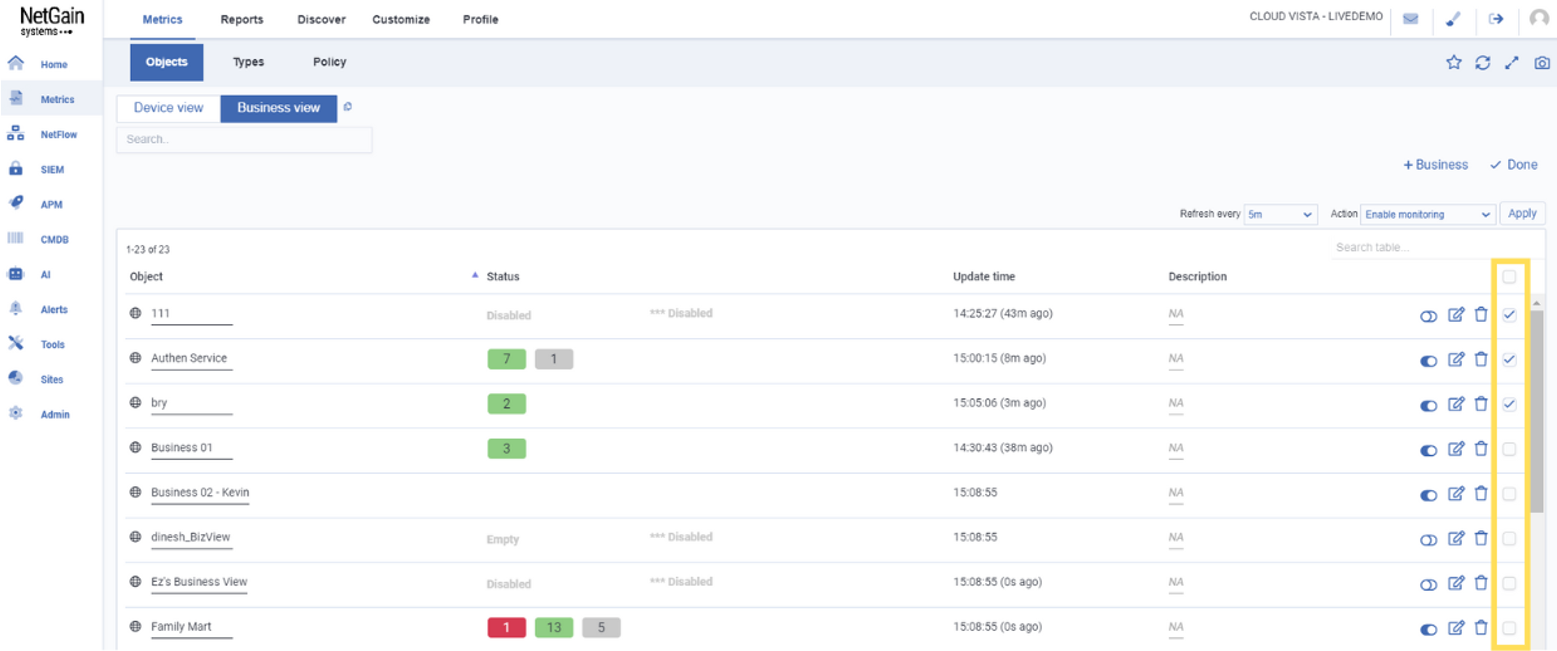 NetGain
systems
Metrics Reports Discover Customize Profile CLOUD VISTA - LIVEDEMO
Home
Metrics
NetFlow
SIEM
APM
CMDB
AI
Alerts
Tools
Sites
Admin
Objects Types Policy
Device view Business view
Search..
+ Business Done
Refresh every 5m Action Enable monitoring Apply
1-23 of 23 Search table...
Object Status Update time Description
111 Disabled *** Disabled 14:25:27 (43m ago) NA
Authen Service 7 1 15:00:15 (8m ago) NA
bry 2 15:05:06 (3m ago) NA
Business 01 3 14:30:43 (38m ago) NA
Business 02 - Kevin 15:08:55 NA
dinesh_BizView Empty *** Disabled 15:08:55 NA
Ez's Business View Disabled *** Disabled 15:08:55 (0s ago) NA
Family Mart 1 13 5 15:08:55 (0s ago) NA